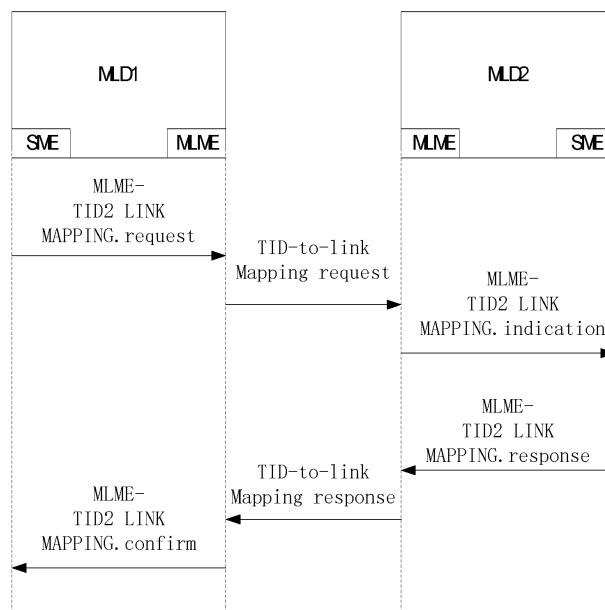 MLD1
MLD2
SME
MLME
MLME
SME
MLME-
TID2 LINK
MAPPING.request
TID-to-link
Mapping request
MLME-
TID2 LINK
MAPPING.indication
MLME-
TID2 LINK
MAPPING.response
TID-to-link
Mapping response
MLME-
TID2 LINK
MAPPING.confirm